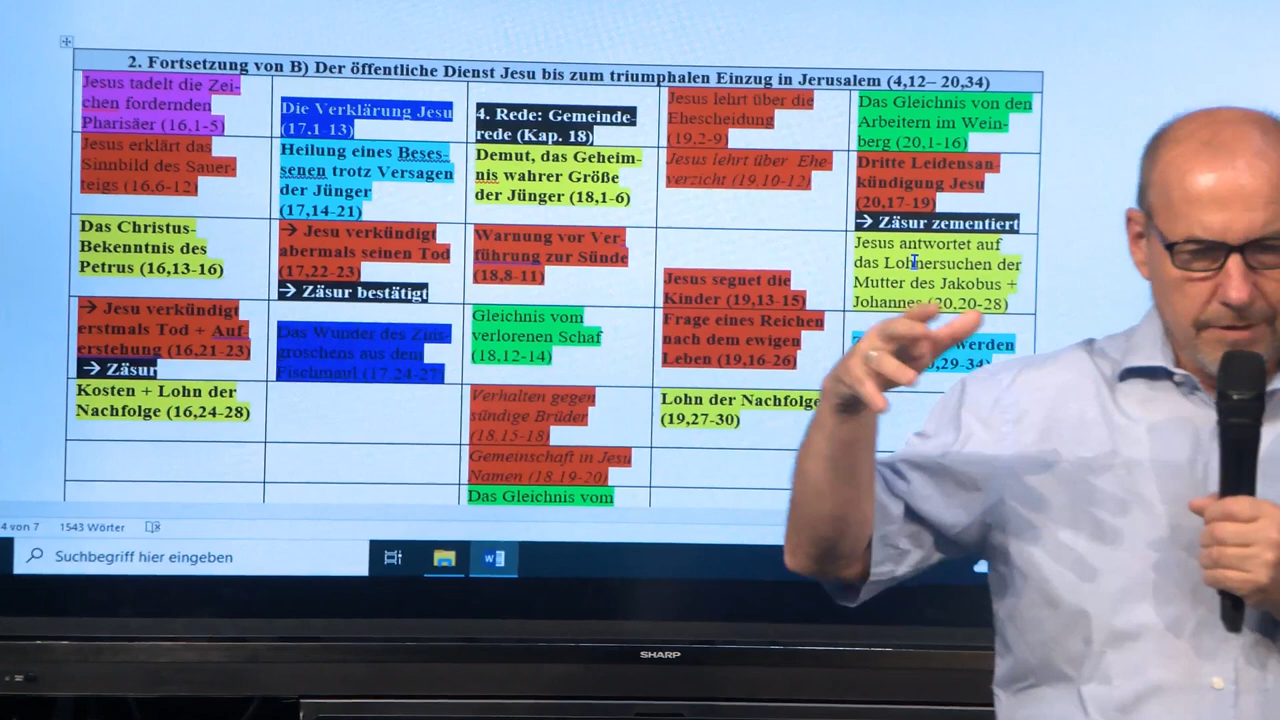 2. Fortsetzung von B) Der öffentliche Dienst Jesu bis zum triumphalen Einzug in Jerusalem (4,12– 20,34)
Jesus tadelt die Zei-
chen fordernden
Pharisäer (16,1-5)
Jesus erklärt das
Sinnbild des Sauer-
teigs (16,6-12)
Das Christus-
Bekenntnis des
Petrus (16,13-16)
→ Jesu verkündigt
erstmals Tod + Auf-
erstehung (16,21-23)
→ Zäsur
Kosten + Lohn der
Nachfolge (16,24-28)
Die Verklärung Jesu
(17,1-13)
Heilung eines Beses-
senen trotz Versagen
der Jünger
(17,14-21)
→ Jesu verkündigt
abermals seinen Tod
(17,22-23)
→ Zäsur bestätigt
Das Wunder des Zins-
groschens aus dem
Fischmaul (17,24-27)
4. Rede: Gemeinde-
rede (Kap. 18)
Demut, das Geheim-
nis wahrer Größe
der Jünger (18,1-6)
Warnung vor Ver-
führung zur Sünde
(18,8-11)
Gleichnis vom
verlorenen Schaf
(18,12-14)
Verhalten gegen
sündige Brüder
(18,15-18)
Gemeinschaft in Jesu
Namen (18,19-20)
Das Gleichnis vom
Jesus lehrt über die
Ehescheidung
(19,2-9)
Jesus lehrt über Ehe-
verzicht (19,10-12)
Jesus segnet die
Kinder (19,13-15)
Frage eines Reichen
nach dem ewigen
Leben (19,16-26)
Lohn der Nachfolge
(19,27-30)
Das Gleichnis von den
Arbeitern im Wein-
berg (20,1-16)
Dritte Leidensan-
kündigung Jesu
(20,17-19)
→ Zäsur zementiert
Jesus antwortet auf
das Lohnersuchen der
Mutter des Jakobus +
Johannes (20,20-28)
werden
,29-34)
4 von 7 1543 Wörter
Suchbegriff hier eingeben
SHARP